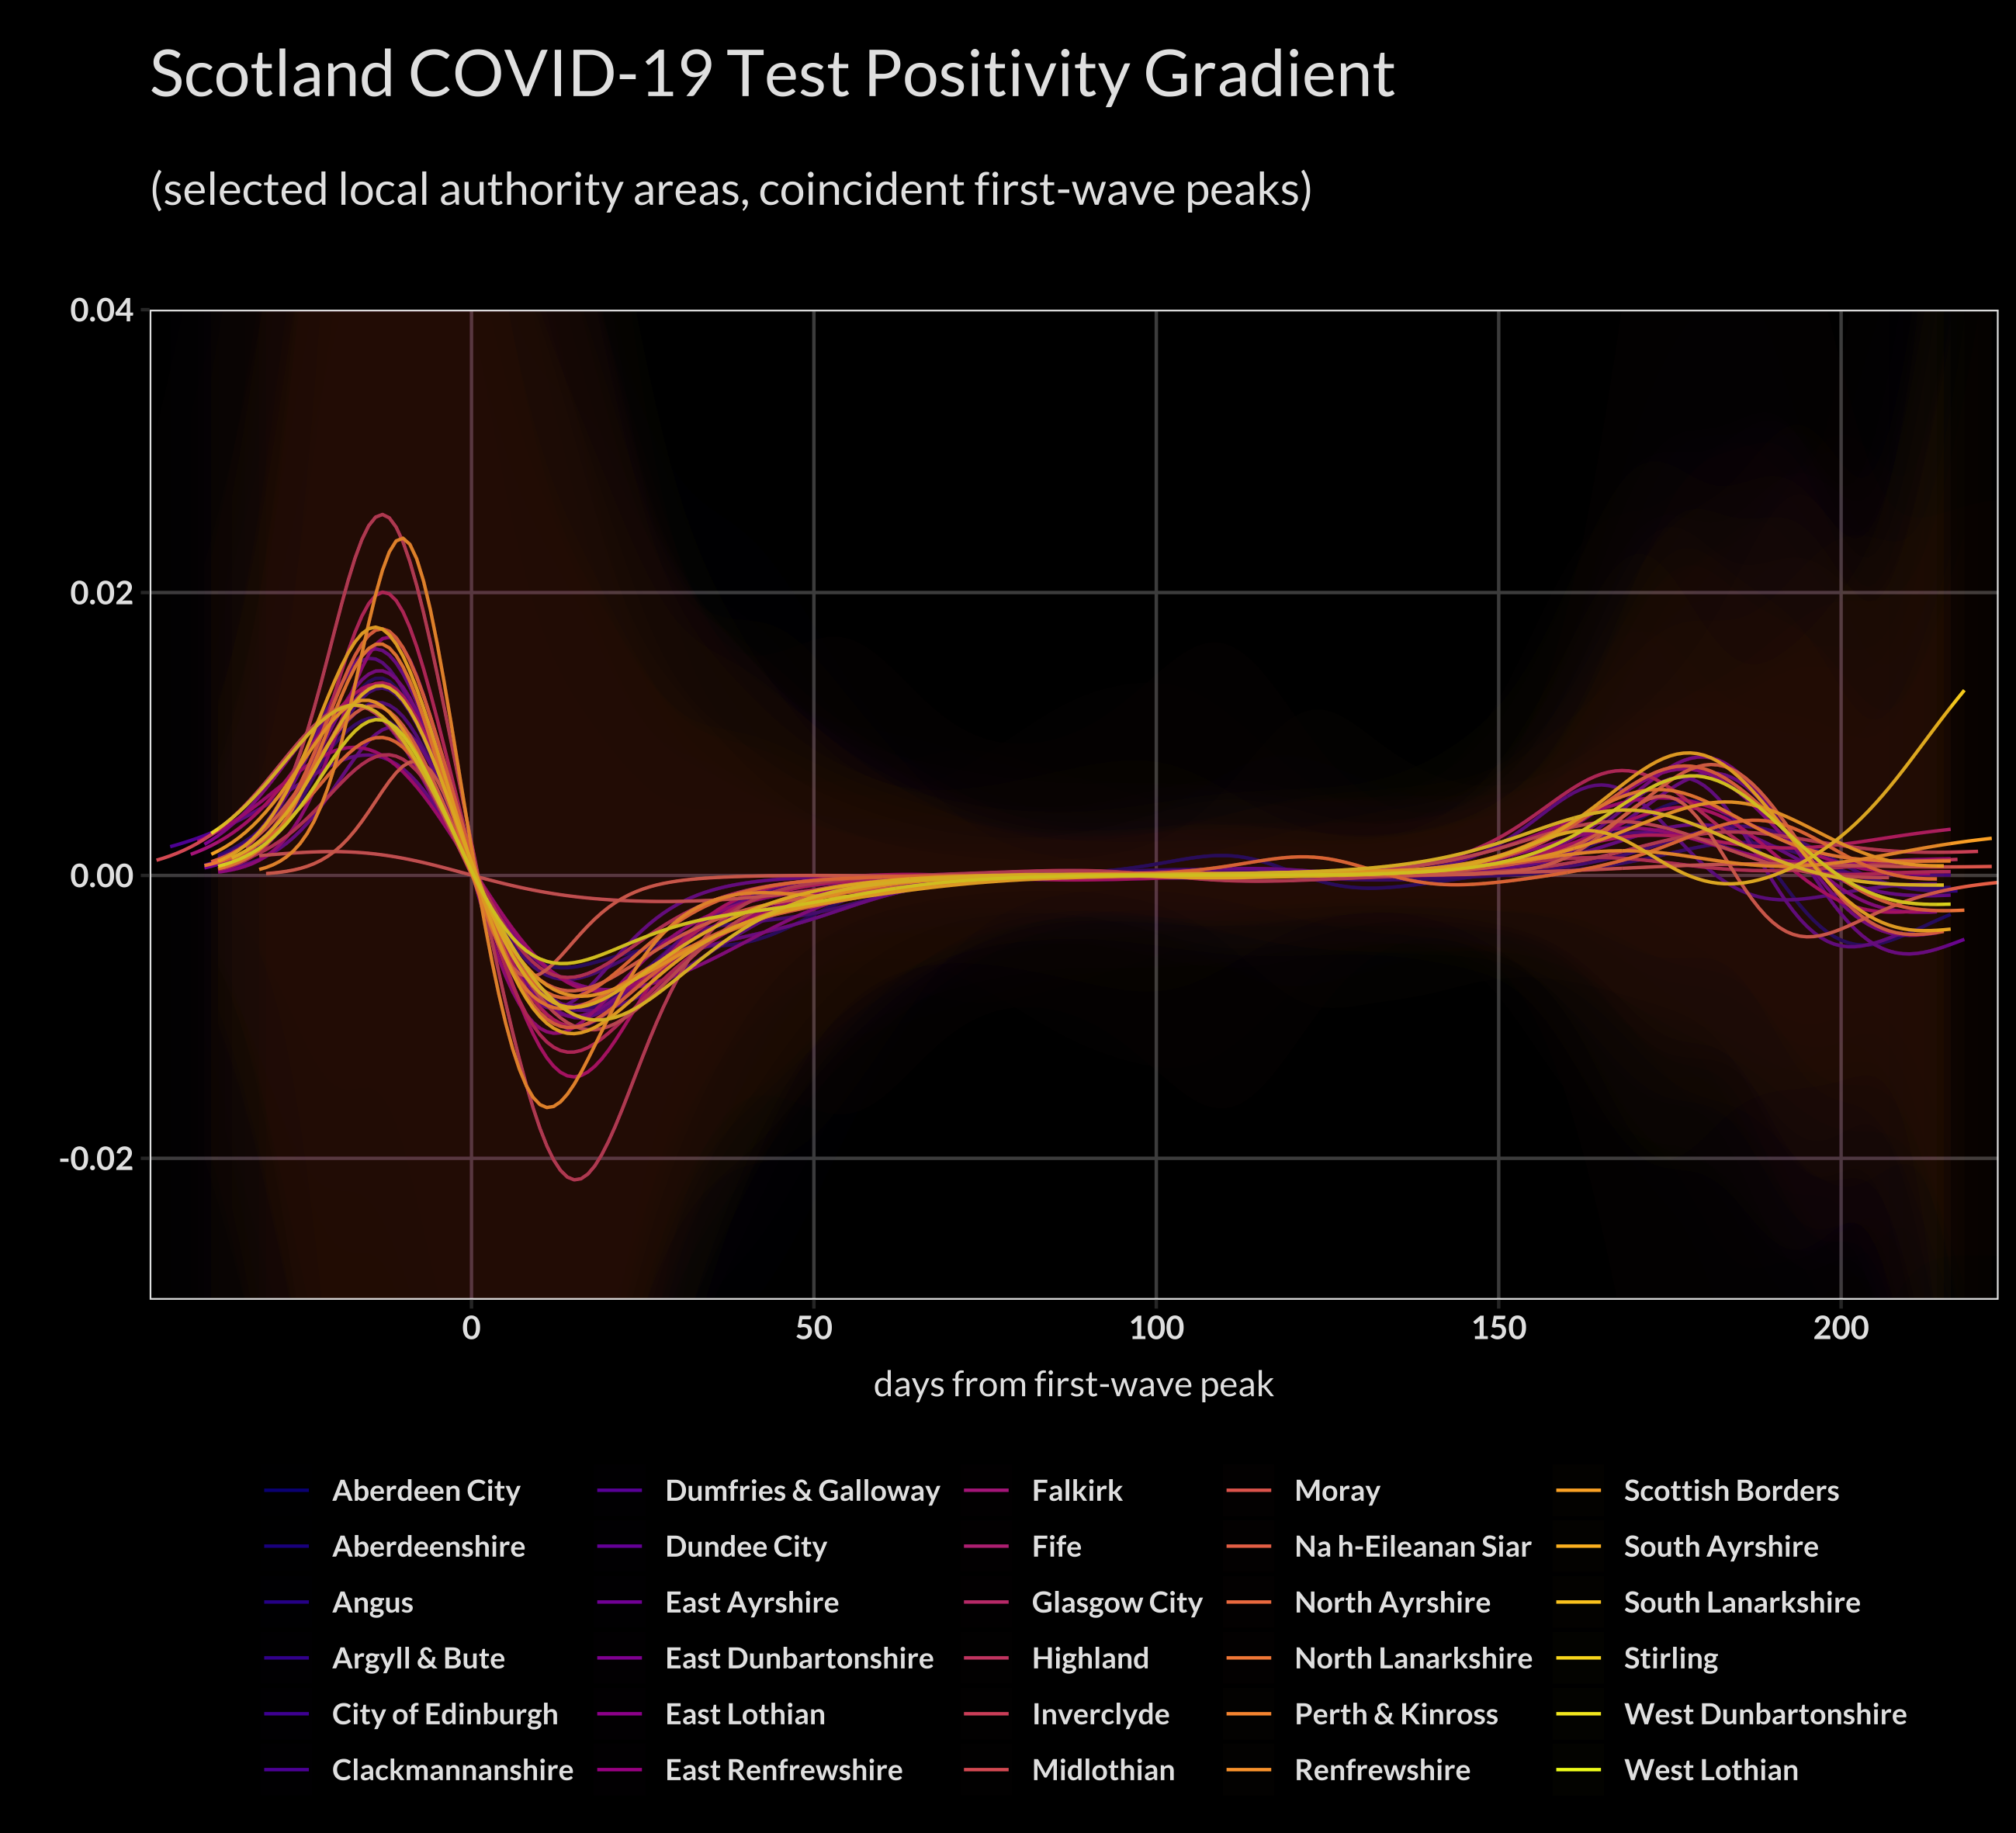 Scotland COVID-19 Test Positivity Gradient
(selected local authority areas, coincident first-wave peaks)
0.04
0.02
0.00
-0.02
0 50 100 150 200
days from first-wave peak
Aberdeen City Dumfries & Galloway Falkirk Moray Scottish Borders
Aberdeenshire Dundee City Fife Na h-Eileanan Siar South Ayrshire
Angus East Ayrshire Glasgow City North Ayrshire South Lanarkshire
Argyll & Bute East Dunbartonshire Highland North Lanarkshire Stirling
City of Edinburgh East Lothian Inverclyde Perth & Kinross West Dunbartonshire
Clackmannanshire East Renfrewshire Midlothian Renfrewshire West Lothian